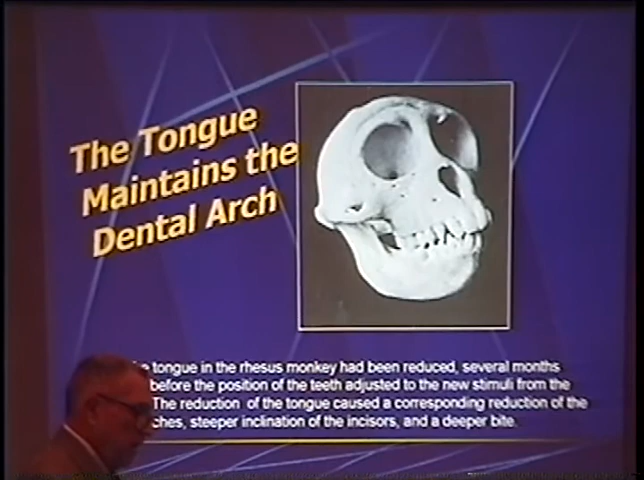 The Tongue
Maintains the
Dental Arch
tongue in the rhesus monkey had been reduced, several months
before the position of the teeth adjusted to the new stimuli from the
The reduction of the tongue caused a corresponding reduction of the
steeper inclination of the incisors, and a deeper bite.